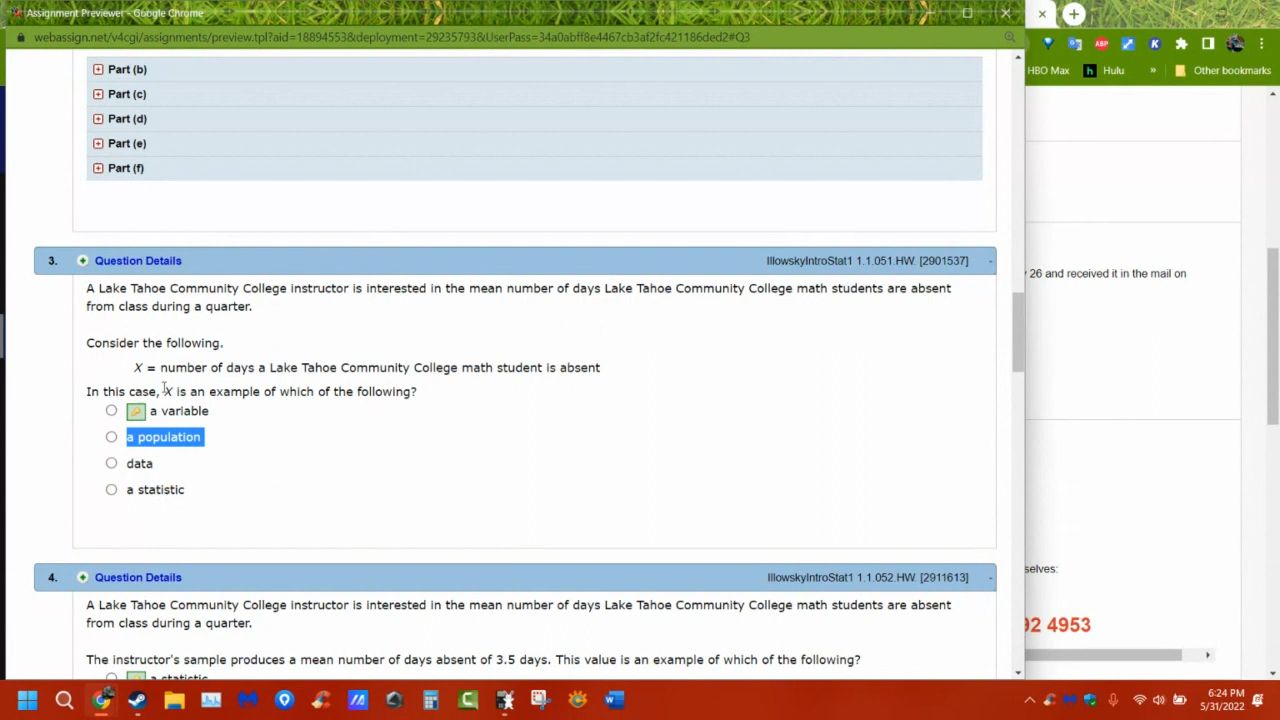 Assignment Previewer - Google Chrome
webassign.net/v4cgi/assignments/preview.tpl?aid=18894553&deployment=29235793&UserPass=34a0abff8e4467cb3af2fc421186ded2#Q3
HBO Max
Hulu
»
Other bookmarks
Part (b)
Part (c)
Part (d)
Part (e)
Part (f)
3.
Question Details
IllowskyIntroStat1 1.1.051.HW. [2901537]
-
A Lake Tahoe Community College instructor is interested in the mean number of days Lake Tahoe Community College math students are absent
from class during a quarter.
Consider the following.
X = number of days a Lake Tahoe Community College math student is absent
In this case, X is an example of which of the following?
a variable
a population
data
a statistic
4.
Question Details
IllowskyIntroStat1 1.1.052.HW. [2911613]
-
A Lake Tahoe Community College instructor is interested in the mean number of days Lake Tahoe Community College math students are absent
from class during a quarter.
The instructor's sample produces a mean number of days absent of 3.5 days. This value is an example of which of the following?
a statistic
26 and received it in the mail on
selves:
92 4953
6:24 PM
5/31/2022